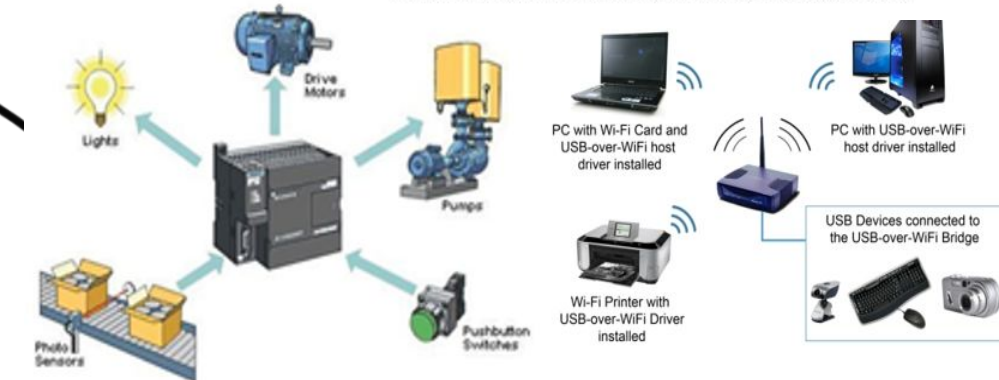 Drive
Motors
Lights
Pumps
Photo
Sensors
Pushbutton
Switches
PC with Wi-Fi Card and
USB-over-WiFi host
driver installed
PC with USB-over-WiFi
host driver installed
Wi-Fi Printer with
USB-over-WiFi Driver
installed
USB Devices connected to
the USB-over-WiFi Bridge